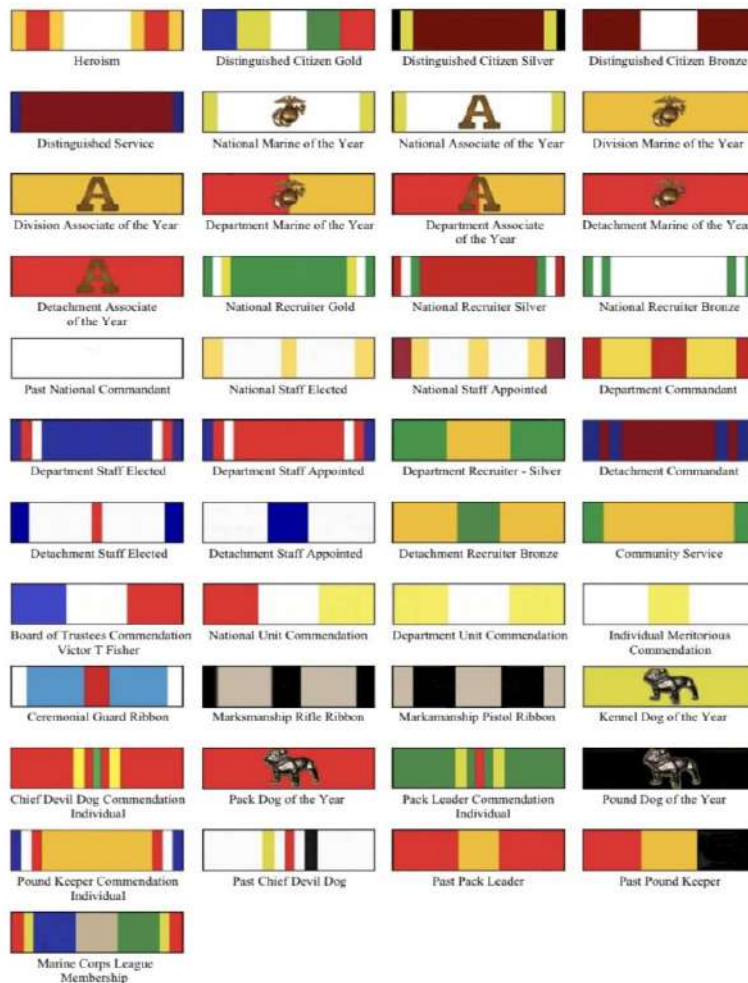 Heroism
Distinguished Citizen Gold
Distinguished Citizen Silver
Distinguished Citizen Bronze
Distinguished Service
National Marine of the Year
A
National Associate of the Year
Division Marine of the Year
A
Division Associate of the Year
Department Marine of the Year
A
Department Associate
of the Year
Detachment Marine of the Year
A
Detachment Associate
of the Year
National Recruiter Gold
National Recruiter Silver
National Recruiter Bronze
Past National Commandant
National Staff Elected
National Staff Appointed
Department Commandant
Department Staff Elected
Department Staff Appointed
Department Recruiter - Silver
Detachment Commandant
Detachment Staff Elected
Detachment Staff Appointed
Detachment Recruiter Bronze
Community Service
Board of Trustees Commendation
Victor T Fisher
National Unit Commendation
Department Unit Commendation
Individual Meritorious
Commendation
Ceremonial Guard Ribbon
Marksmanship Rifle Ribbon
Markamanship Pistol Ribbon
Kennel Dog of the Year
Chief Devil Dog Commendation
Individual
Pack Dog of the Year
Pack Leader Commendation
Individual
Pound Dog of the Year
Pound Keeper Commendation
Individual
Past Chief Devil Dog
Past Pack Leader
Past Pound Keeper
Marine Corps League
Membership